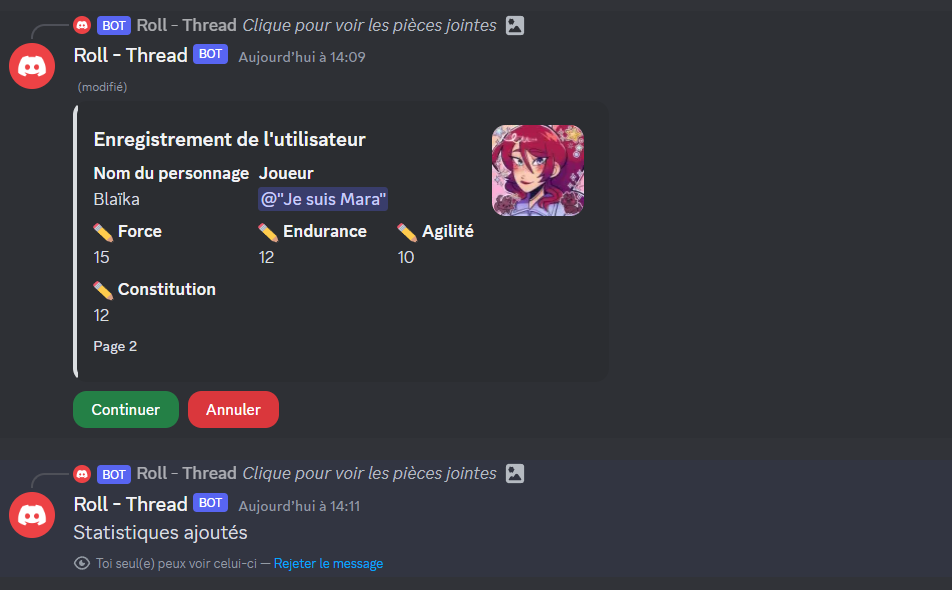 BOT Roll - Thread Clique pour voir les pièces jointes
Roll - Thread BOT Aujourd'hui à 14:09
(modifié)
Enregistrement de l'utilisateur
Nom du personnage Joueur
Blaïka @"Je suis Mara"
Force Endurance Agilité
15 12 10
Constitution
12
Page 2
Continuer Annuler
BOT Roll - Thread Clique pour voir les pièces jointes
Roll - Thread BOT Aujourd'hui à 14:11
Statistiques ajoutés
Toi seul(e) peux voir celui-ci — Rejeter le message